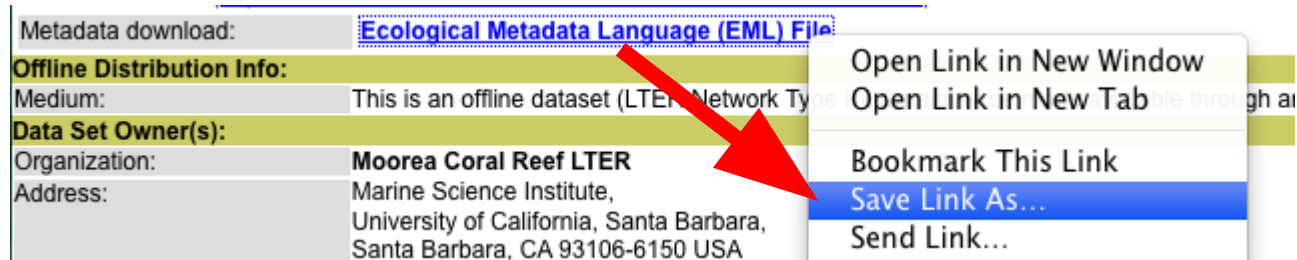 Metadata download: Ecological Metadata Language (EML) File
Offline Distribution Info:
Medium: This is an offline dataset (LTER Network Type
Data Set Owner(s):
Organization: Moorea Coral Reef LTER
Address: Marine Science Institute,
University of California, Santa Barbara,
Santa Barbara, CA 93106-6150 USA
Open Link in New Window
Open Link in New Tab
Bookmark This Link
Save Link As...
Send Link...